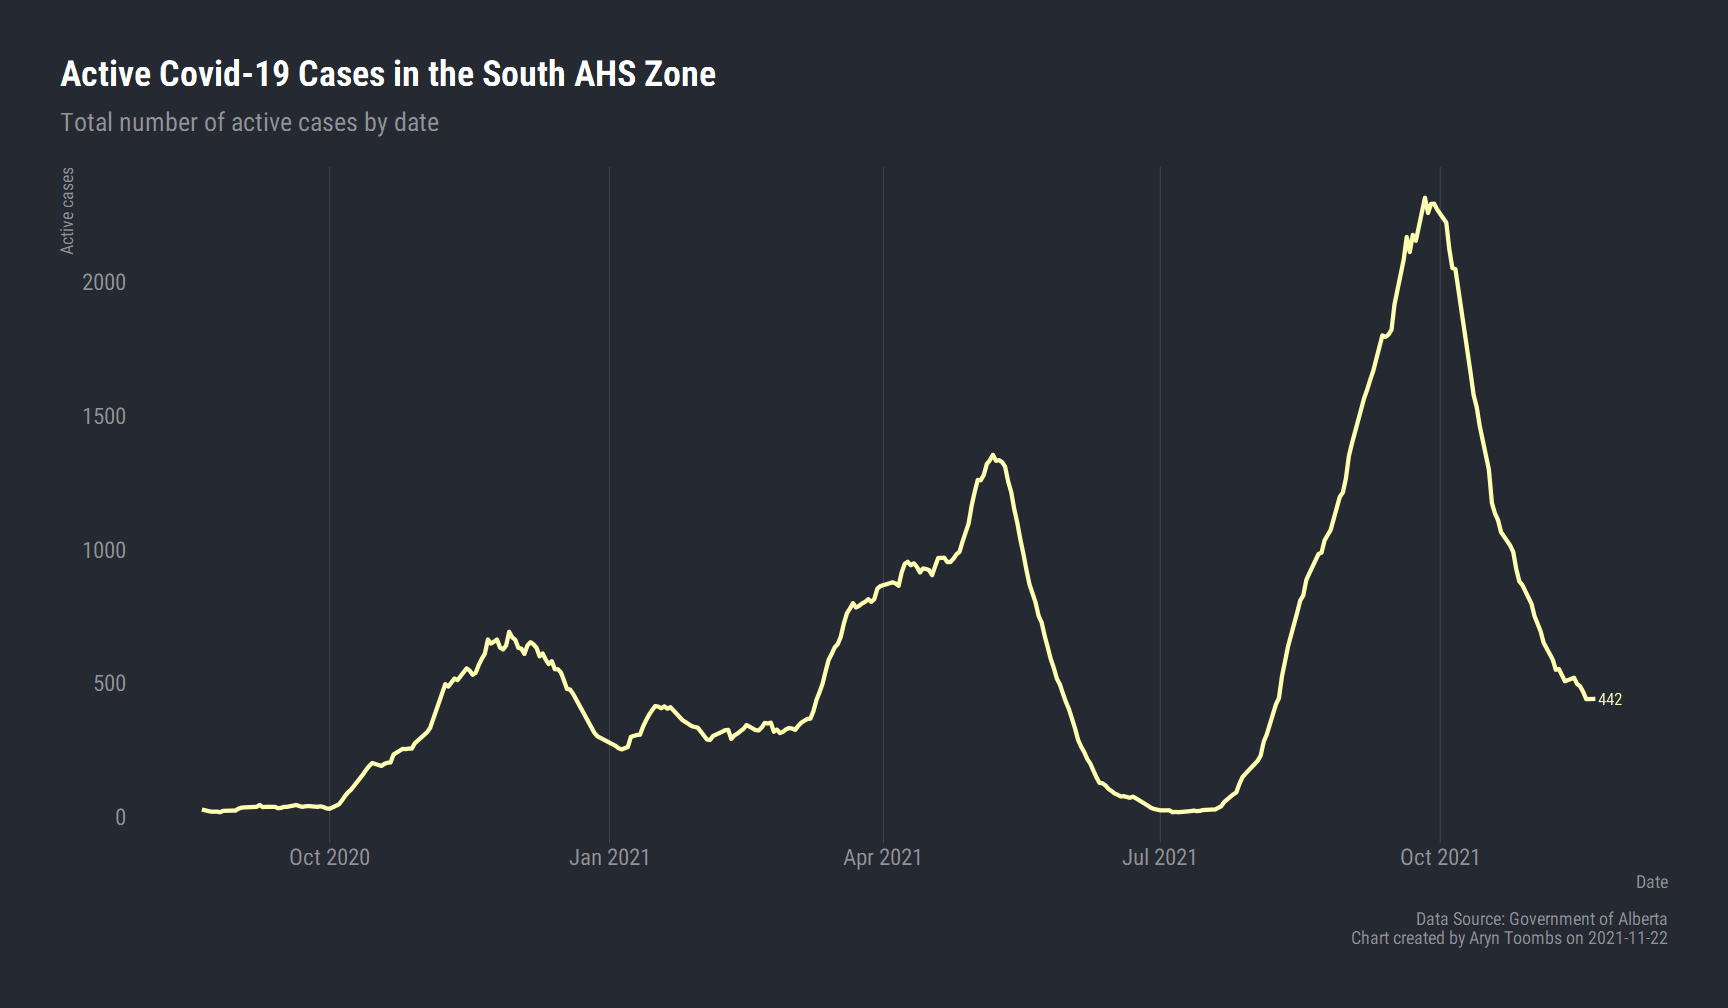 Active Covid-19 Cases in the South AHS Zone
Total number of active cases by date
Active cases
2000
1500
1000
500
0
442
Oct 2020
Jan 2021
Apr 2021
Jul 2021
Oct 2021
Date
Data Source: Government of Alberta
Chart created by Aryn Toombs on 2021-11-22